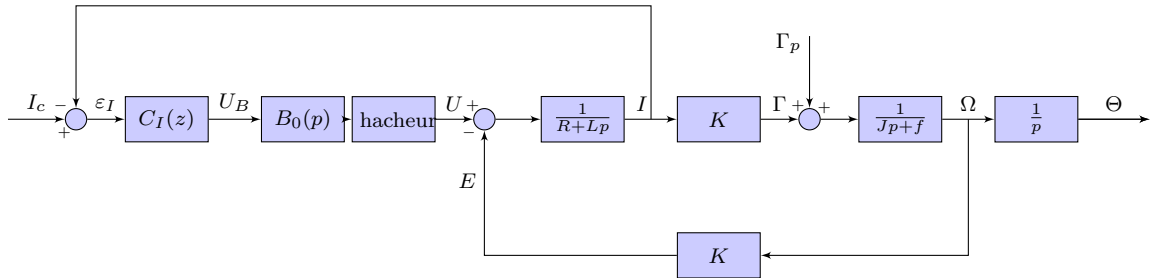 Γ_p
I_c
−
+
ε_I
C_I(z)
U_B
B_0(p)
hacheur
U
+
−
1/(R+Lp)
I
K
Γ
+
+
1/(Jp+f)
Ω
1/p
Θ
E
K